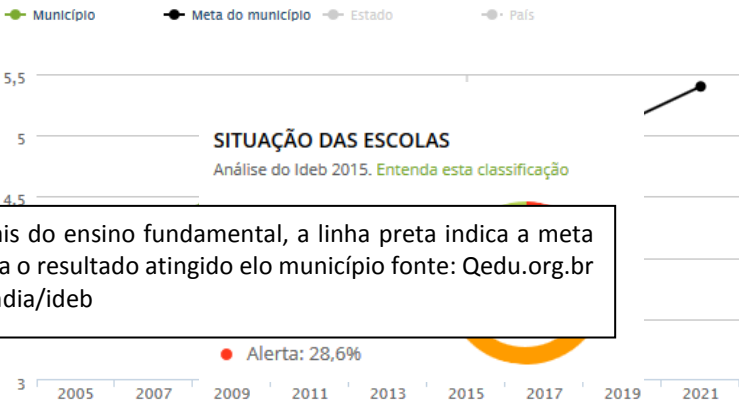 Município Meta do município Estado País
5,5
SITUAÇÃO DAS ESCOLAS
5
Análise do Ideb 2015. Entenda esta classificação
4,5
is do ensino fundamental, a linha preta indica a meta
a o resultado atingido elo município fonte: Qedu.org.br
dia/ideb
Alerta: 28,6%
3
2005 2007 2009 2011 2013 2015 2017 2019 2021